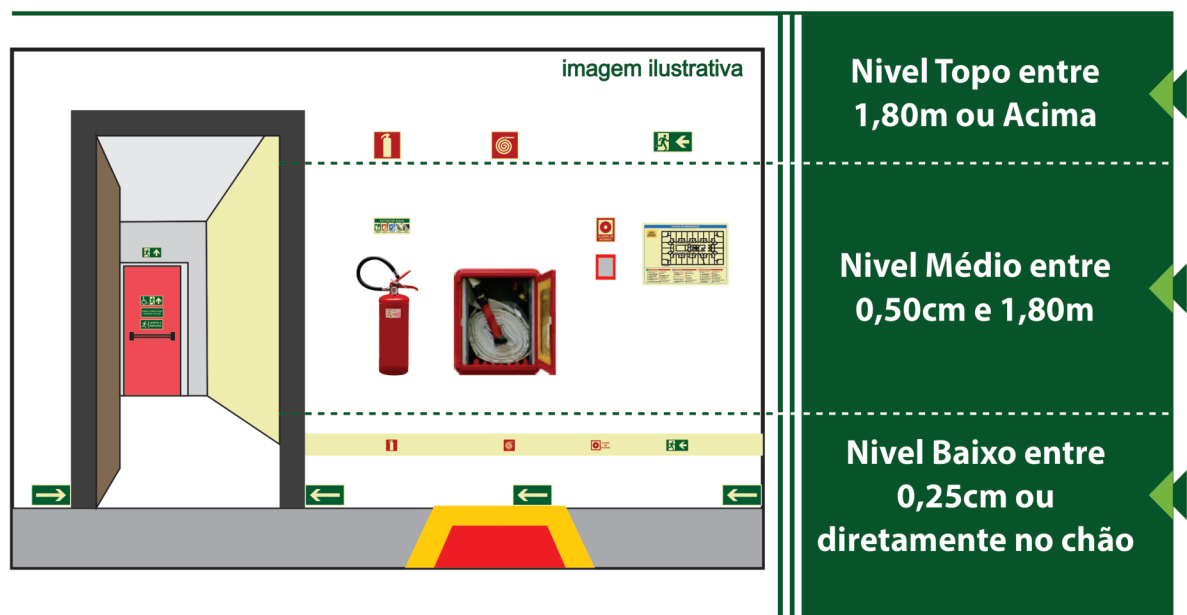 imagem ilustrativa
Nivel Topo entre
1,80m ou Acima
Nivel Médio entre
0,50cm e 1,80m
Nivel Baixo entre
0,25cm ou
diretamente no chão